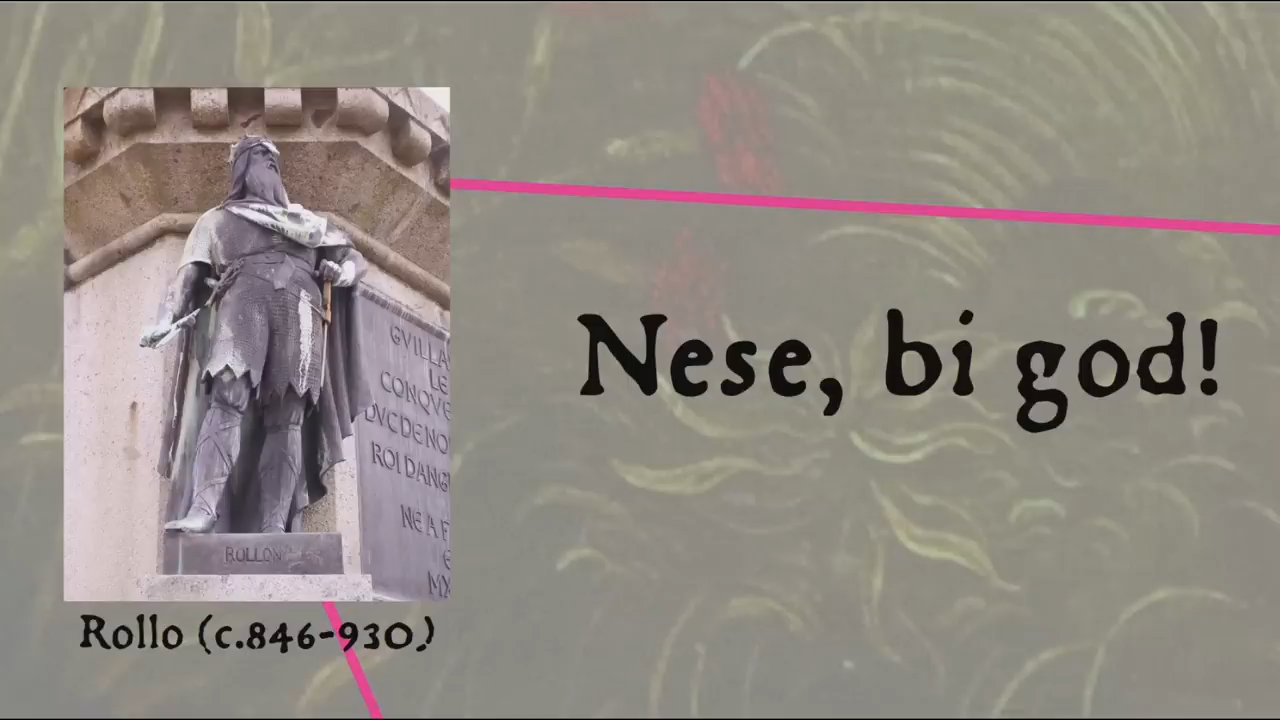 GVILLA
LE
CONQVE
DVC DE NO
ROI DANG
NE A F
MX
ROLLON
Nese, bi god!
Rollo (c.846-930)